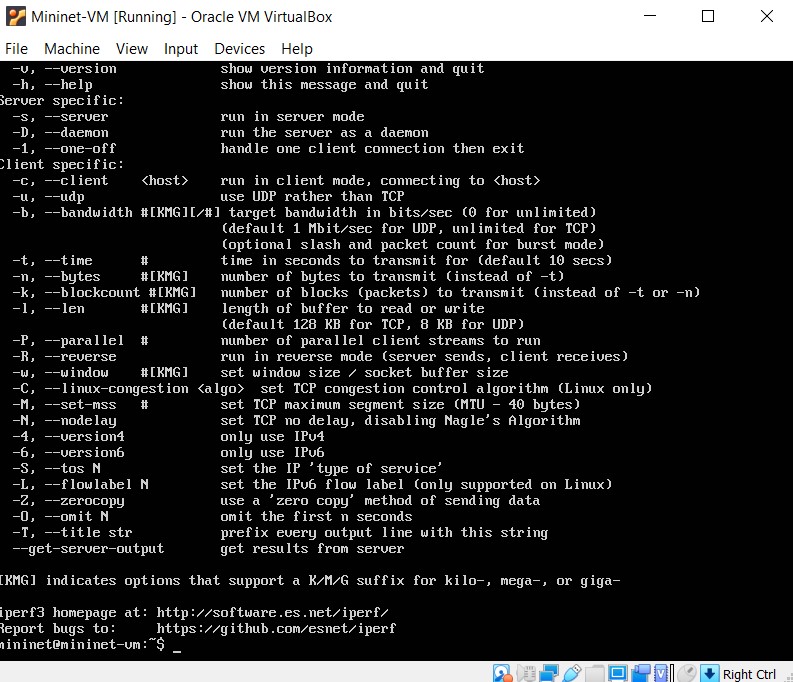 Mininet-VM [Running] - Oracle VM VirtualBox
File Machine View Input Devices Help
-v, --version show version information and quit
-h, --help show this message and quit
Server specific:
-s, --server run in server mode
-D, --daemon run the server as a daemon
-1, --one-off handle one client connection then exit
Client specific:
-c, --client <host> run in client mode, connecting to <host>
-u, --udp use UDP rather than TCP
-b, --bandwidth #[KMG][/#] target bandwidth in bits/sec (0 for unlimited)
(default 1 Mbit/sec for UDP, unlimited for TCP)
(optional slash and packet count for burst mode)
-t, --time # time in seconds to transmit for (default 10 secs)
-n, --bytes #[KMG] number of bytes to transmit (instead of -t)
-k, --blockcount #[KMG] number of blocks (packets) to transmit (instead of -t or -n)
-l, --len #[KMG] length of buffer to read or write
(default 128 KB for TCP, 8 KB for UDP)
-P, --parallel # number of parallel client streams to run
-R, --reverse run in reverse mode (server sends, client receives)
-w, --window #[KMG] set window size / socket buffer size
-C, --linux-congestion <algo> set TCP congestion control algorithm (Linux only)
-M, --set-mss # set TCP maximum segment size (MTU - 40 bytes)
-N, --nodelay set TCP no delay, disabling Nagle's Algorithm
-4, --version4 only use IPv4
-6, --version6 only use IPv6
-S, --tos N set the IP 'type of service'
-L, --flowlabel N set the IPv6 flow label (only supported on Linux)
-Z, --zerocopy use a 'zero copy' method of sending data
-O, --omit N omit the first n seconds
-T, --title str prefix every output line with this string
--get-server-output get results from server
[KMG] indicates options that support a K/M/G suffix for kilo-, mega-, or giga-
iperf3 homepage at: http://software.es.net/iperf/
Report bugs to: https://github.com/esnet/iperf
mininet@mininet-vm:~$ _
Right Ctrl